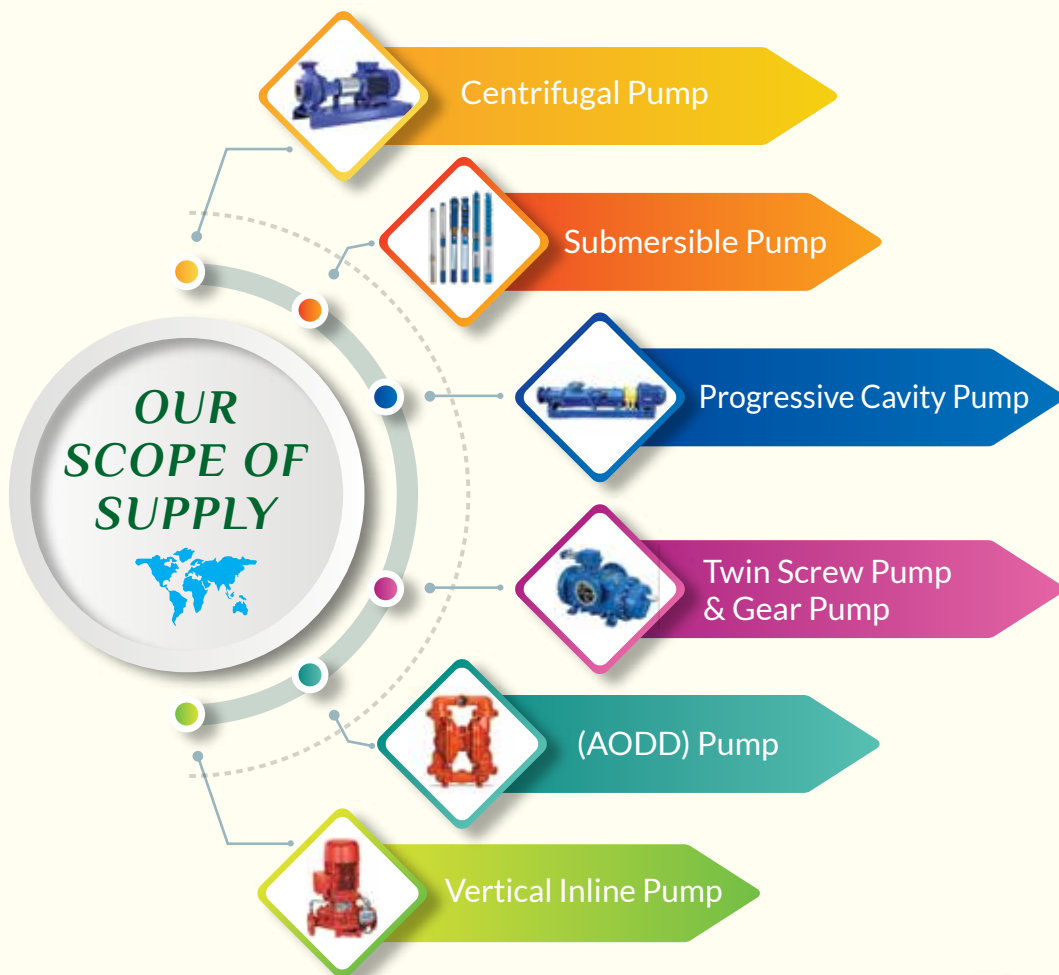 Centrifugal Pump
Submersible Pump
OUR
SCOPE OF
SUPPLY
Progressive Cavity Pump
Twin Screw Pump
& Gear Pump
(AODD) Pump
Vertical Inline Pump